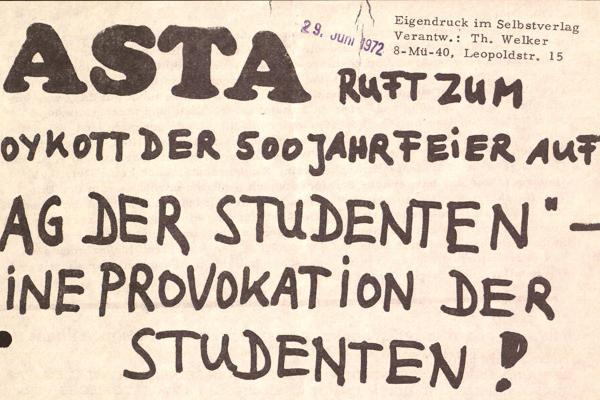 ASTA RUFT ZUM
29. Juni 1972
Eigendruck im Selbstverlag
Verantw.: Th. Welker
8-Mü-40, Leopoldstr. 15
OYKOTT DER 500 JAHRFEIER AUF
AG DER STUDENTEN" –
INE PROVOKATION DER
STUDENTEN!